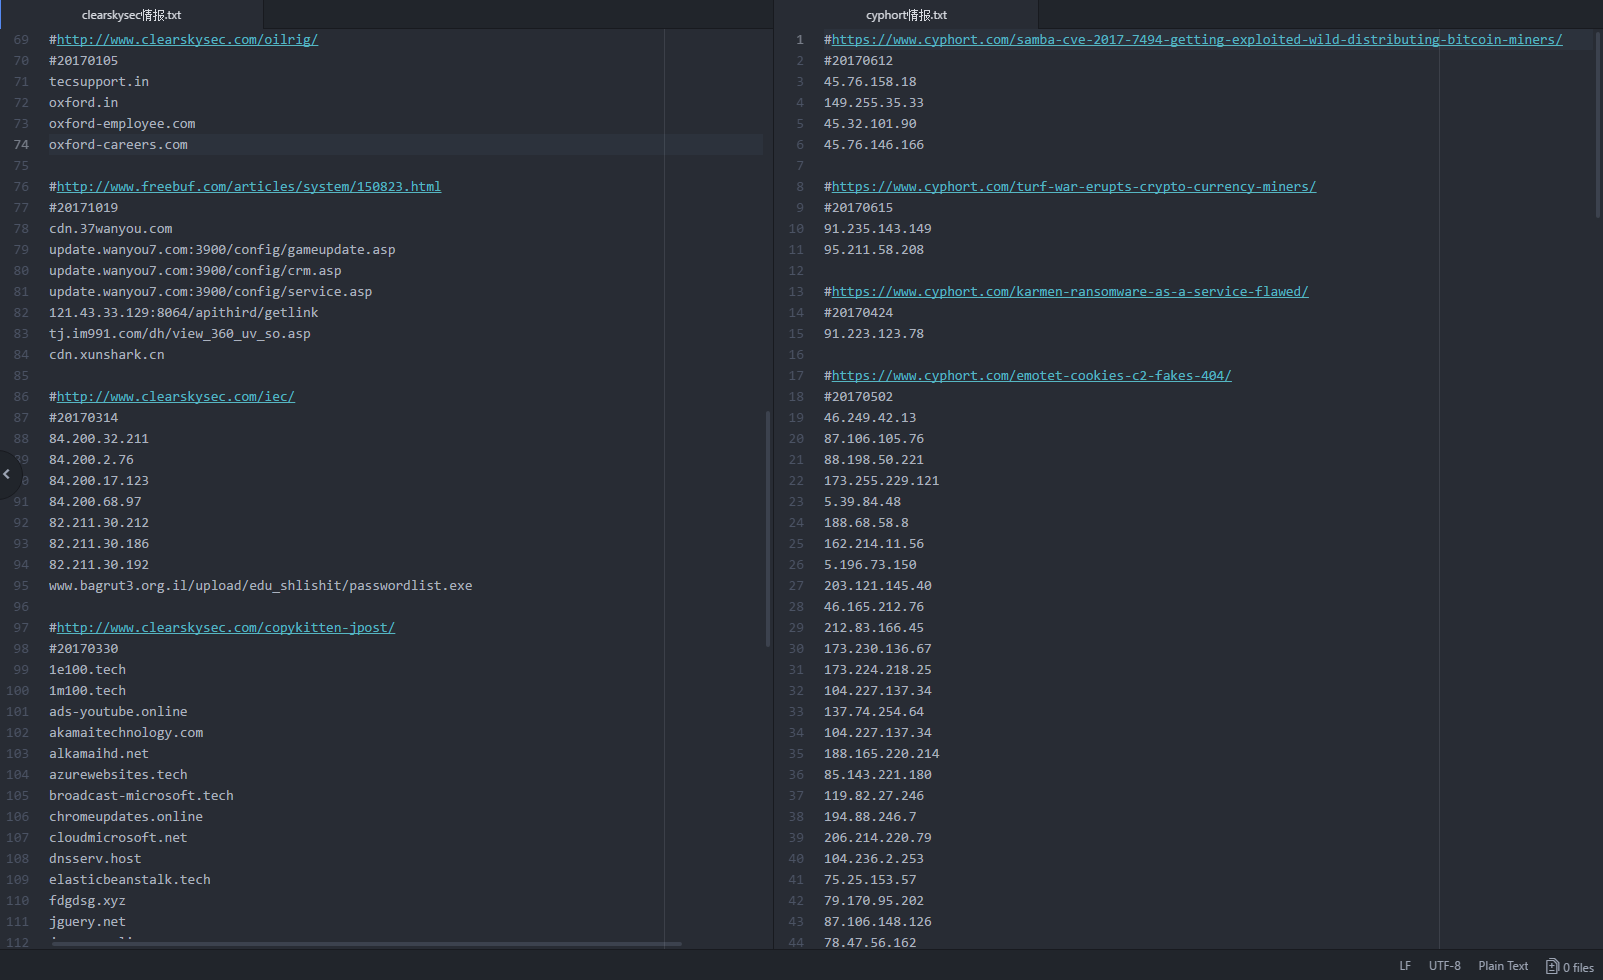 clearskysec情报.txt
69 #http://www.clearskysec.com/oilrig/
70 #20170105
71 tecsupport.in
72 oxford.in
73 oxford-employee.com
74 oxford-careers.com
75
76 #http://www.freebuf.com/articles/system/150823.html
77 #20171019
78 cdn.37wanyou.com
79 update.wanyou7.com:3900/config/gameupdate.asp
80 update.wanyou7.com:3900/config/crm.asp
81 update.wanyou7.com:3900/config/service.asp
82 121.43.33.129:8064/apithird/getlink
83 tj.im991.com/dh/view_360_uv_so.asp
84 cdn.xunshark.cn
85
86 #http://www.clearskysec.com/iec/
87 #20170314
88 84.200.32.211
89 84.200.2.76
84.200.17.123
91 84.200.68.97
92 82.211.30.212
93 82.211.30.186
94 82.211.30.192
95 www.bagrut3.org.il/upload/edu_shlishit/passwordlist.exe
96
97 #http://www.clearskysec.com/copykitten-jpost/
98 #20170330
99 1e100.tech
100 1m100.tech
101 ads-youtube.online
102 akamaitechnology.com
103 alkamaihd.net
104 azurewebsites.tech
105 broadcast-microsoft.tech
106 chromeupdates.online
107 cloudmicrosoft.net
108 dnsserv.host
109 elasticbeanstalk.tech
110 fdgdsg.xyz
111 jguery.net
112
cyphort情报.txt
1 #https://www.cyphort.com/samba-cve-2017-7494-getting-exploited-wild-distributing-bitcoin-miners/
2 #20170612
3 45.76.158.18
4 149.255.35.33
5 45.32.101.90
6 45.76.146.166
7
8 #https://www.cyphort.com/turf-war-erupts-crypto-currency-miners/
9 #20170615
10 91.235.143.149
11 95.211.58.208
12
13 #https://www.cyphort.com/karmen-ransomware-as-a-service-flawed/
14 #20170424
15 91.223.123.78
16
17 #https://www.cyphort.com/emotet-cookies-c2-fakes-404/
18 #20170502
19 46.249.42.13
20 87.106.105.76
21 88.198.50.221
22 173.255.229.121
23 5.39.84.48
24 188.68.58.8
25 162.214.11.56
26 5.196.73.150
27 203.121.145.40
28 46.165.212.76
29 212.83.166.45
30 173.230.136.67
31 173.224.218.25
32 104.227.137.34
33 137.74.254.64
34 104.227.137.34
35 188.165.220.214
36 85.143.221.180
37 119.82.27.246
38 194.88.246.7
39 206.214.220.79
40 104.236.2.253
41 75.25.153.57
42 79.170.95.202
43 87.106.148.126
44 78.47.56.162
LF UTF-8 Plain Text 0 files